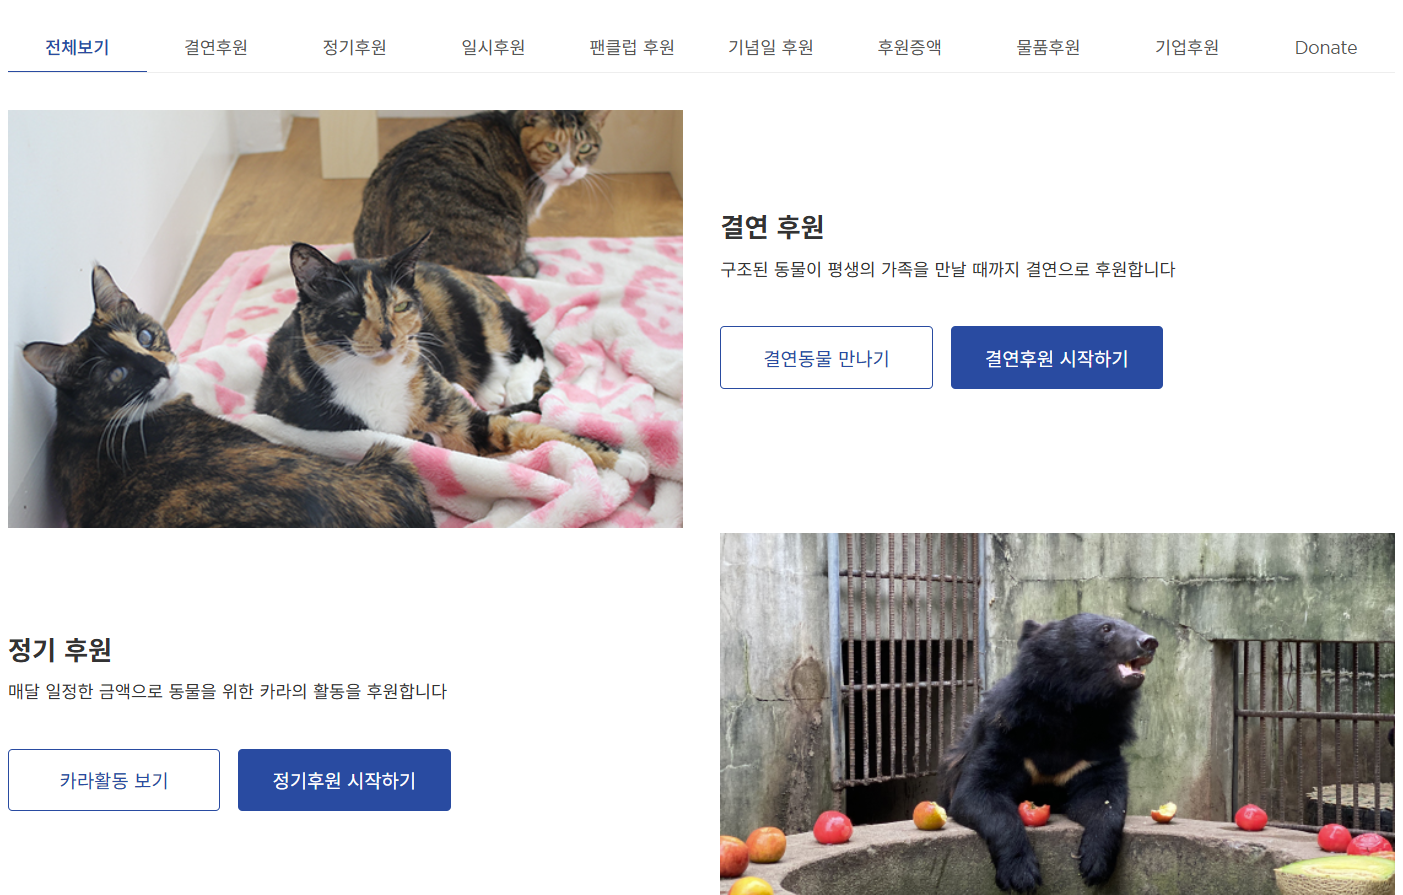 전체보기 결연후원 정기후원 일시후원 팬클럽 후원 기념일 후원 후원증액 물품후원 기업후원 Donate
결연 후원
구조된 동물이 평생의 가족을 만날 때까지 결연으로 후원합니다
결연동물 만나기 결연후원 시작하기
정기 후원
매달 일정한 금액으로 동물을 위한 카라의 활동을 후원합니다
카라활동 보기 정기후원 시작하기